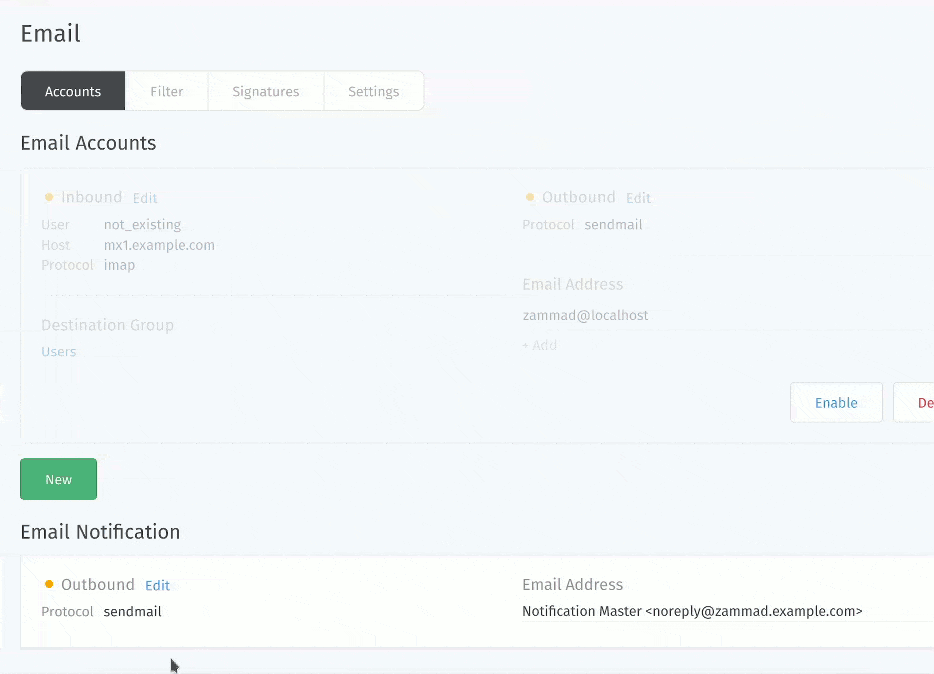 Email
Accounts Filter Signatures Settings
Email Accounts
Inbound Edit
User not_existing
Host mx1.example.com
Protocol imap
Destination Group
Users
Outbound Edit
Protocol sendmail
Email Address
zammad@localhost
+ Add
Enable De
New
Email Notification
Outbound Edit
Protocol sendmail
Email Address
Notification Master <noreply@zammad.example.com>